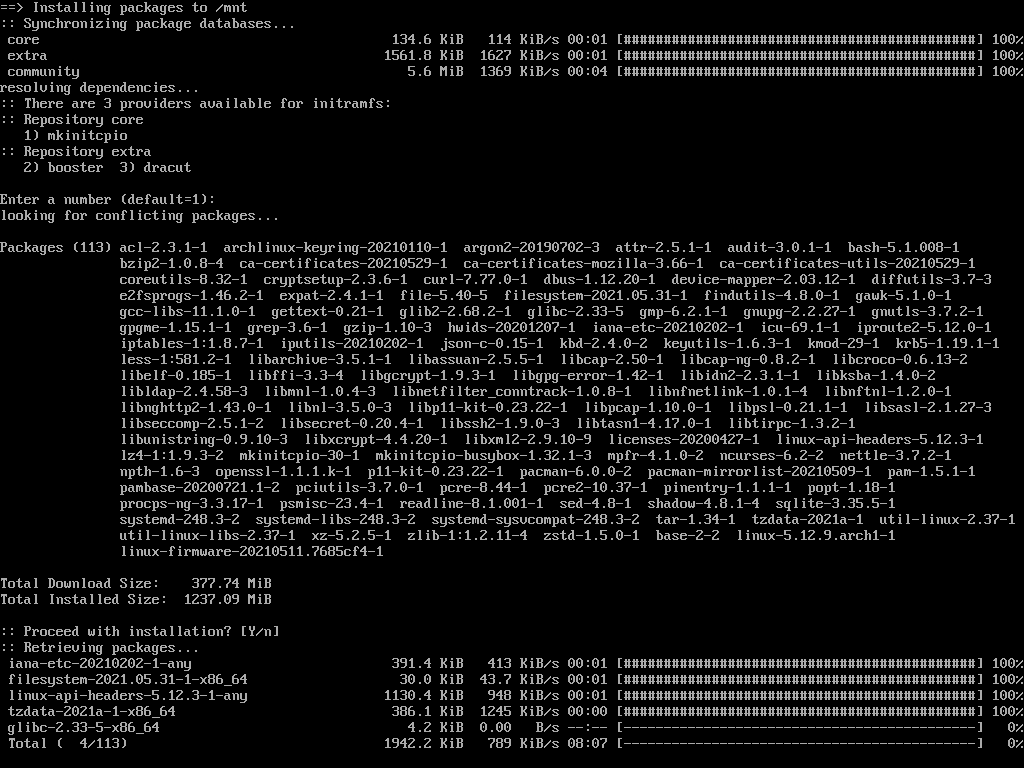 ==> Installing packages to /mnt
:: Synchronizing package databases...
core 134.6 KiB 114 KiB/s 00:01 [############################################] 100%
extra 1561.8 KiB 1627 KiB/s 00:01 [############################################] 100%
community 5.6 MiB 1369 KiB/s 00:04 [############################################] 100%
resolving dependencies...
:: There are 3 providers available for initramfs:
:: Repository core
1) mkinitcpio
:: Repository extra
2) booster 3) dracut
Enter a number (default=1):
looking for conflicting packages...
Packages (113) acl-2.3.1-1 archlinux-keyring-20210110-1 argon2-20190702-3 attr-2.5.1-1 audit-3.0.1-1 bash-5.1.008-1
bzip2-1.0.8-4 ca-certificates-20210529-1 ca-certificates-mozilla-3.66-1 ca-certificates-utils-20210529-1
coreutils-8.32-1 cryptsetup-2.3.6-1 curl-7.77.0-1 dbus-1.12.20-1 device-mapper-2.03.12-1 diffutils-3.7-3
e2fsprogs-1.46.2-1 expat-2.4.1-1 file-5.40-5 filesystem-2021.05.31-1 findutils-4.8.0-1 gawk-5.1.0-1
gcc-libs-11.1.0-1 gettext-0.21-1 glib2-2.68.2-1 glibc-2.33-5 gmp-6.2.1-1 gnupg-2.2.27-1 gnutls-3.7.2-1
gpgme-1.15.1-1 grep-3.6-1 gzip-1.10-3 hwids-20201207-1 iana-etc-20210202-1 icu-69.1-1 iproute2-5.12.0-1
iptables-1:1.8.7-1 iputils-20210202-1 json-c-0.15-1 kbd-2.4.0-2 keyutils-1.6.3-1 kmod-29-1 krb5-1.19.1-1
less-1:581.2-1 libarchive-3.5.1-1 libassuan-2.5.5-1 libcap-2.50-1 libcap-ng-0.8.2-1 libcroco-0.6.13-2
libelf-0.185-1 libffi-3.3-4 libgcrypt-1.9.3-1 libgpg-error-1.42-1 libidn2-2.3.1-1 libksba-1.4.0-2
libldap-2.4.58-3 libmnl-1.0.4-3 libnetfilter_conntrack-1.0.8-1 libnfnetlink-1.0.1-4 libnftnl-1.2.0-1
libnghttp2-1.43.0-1 libnl-3.5.0-3 libp11-kit-0.23.22-1 libpcap-1.10.0-1 libpsl-0.21.1-1 libsasl-2.1.27-3
libseccomp-2.5.1-2 libsecret-0.20.4-1 libssh2-1.9.0-3 libtasn1-4.17.0-1 libtirpc-1.3.2-1
libunistring-0.9.10-3 libxcrypt-4.4.20-1 libxml2-2.9.10-9 licenses-20200427-1 linux-api-headers-5.12.3-1
lz4-1:1.9.3-2 mkinitcpio-30-1 mkinitcpio-busybox-1.32.1-3 mpfr-4.1.0-2 ncurses-6.2-2 nettle-3.7.2-1
npth-1.6-3 openssl-1.1.1.k-1 p11-kit-0.23.22-1 pacman-6.0.0-2 pacman-mirrorlist-20210509-1 pam-1.5.1-1
pambase-20200721.1-2 pciutils-3.7.0-1 pcre-8.44-1 pcre2-10.37-1 pinentry-1.1.1-1 popt-1.18-1
procps-ng-3.3.17-1 psmisc-23.4-1 readline-8.1.001-1 sed-4.8-1 shadow-4.8.1-4 sqlite-3.35.5-1
systemd-248.3-2 systemd-libs-248.3-2 systemd-sysvcompat-248.3-2 tar-1.34-1 tzdata-2021a-1 util-linux-2.37-1
util-linux-libs-2.37-1 xz-5.2.5-1 zlib-1:1.2.11-4 zstd-1.5.0-1 base-2-2 linux-5.12.9.arch1-1
linux-firmware-20210511.7685cf4-1
Total Download Size: 377.74 MiB
Total Installed Size: 1237.09 MiB
:: Proceed with installation? [Y/n]
:: Retrieving packages...
iana-etc-20210202-1-any 391.4 KiB 413 KiB/s 00:01 [############################################] 100%
filesystem-2021.05.31-1-x86_64 30.0 KiB 43.7 KiB/s 00:01 [############################################] 100%
linux-api-headers-5.12.3-1-any 1130.4 KiB 948 KiB/s 00:01 [############################################] 100%
tzdata-2021a-1-x86_64 386.1 KiB 1245 KiB/s 00:00 [############################################] 100%
glibc-2.33-5-x86_64 4.2 KiB 0.00 B/s --:-- [--------------------------------------------] 0%
Total ( 4/113) 1942.2 KiB 789 KiB/s 08:07 [--------------------------------------------] 0%